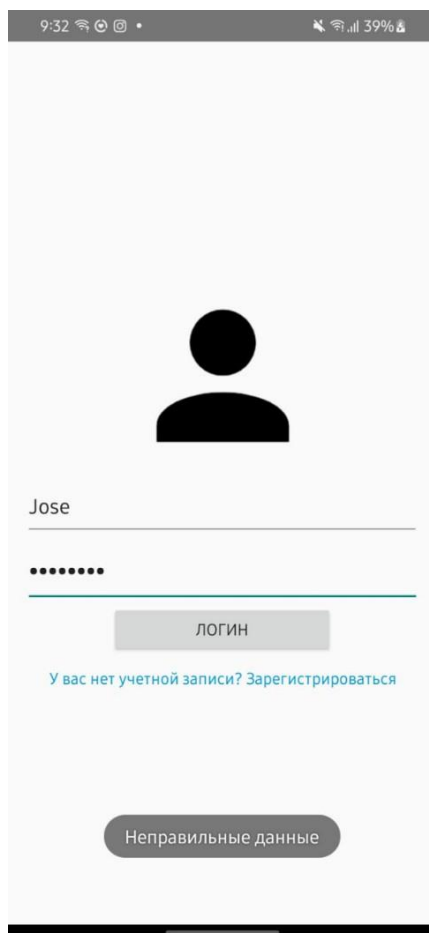 9:32
39%
Jose
••••••••
ЛОГИН
У вас нет учетной записи? Зарегистрироваться
Неправильные данные